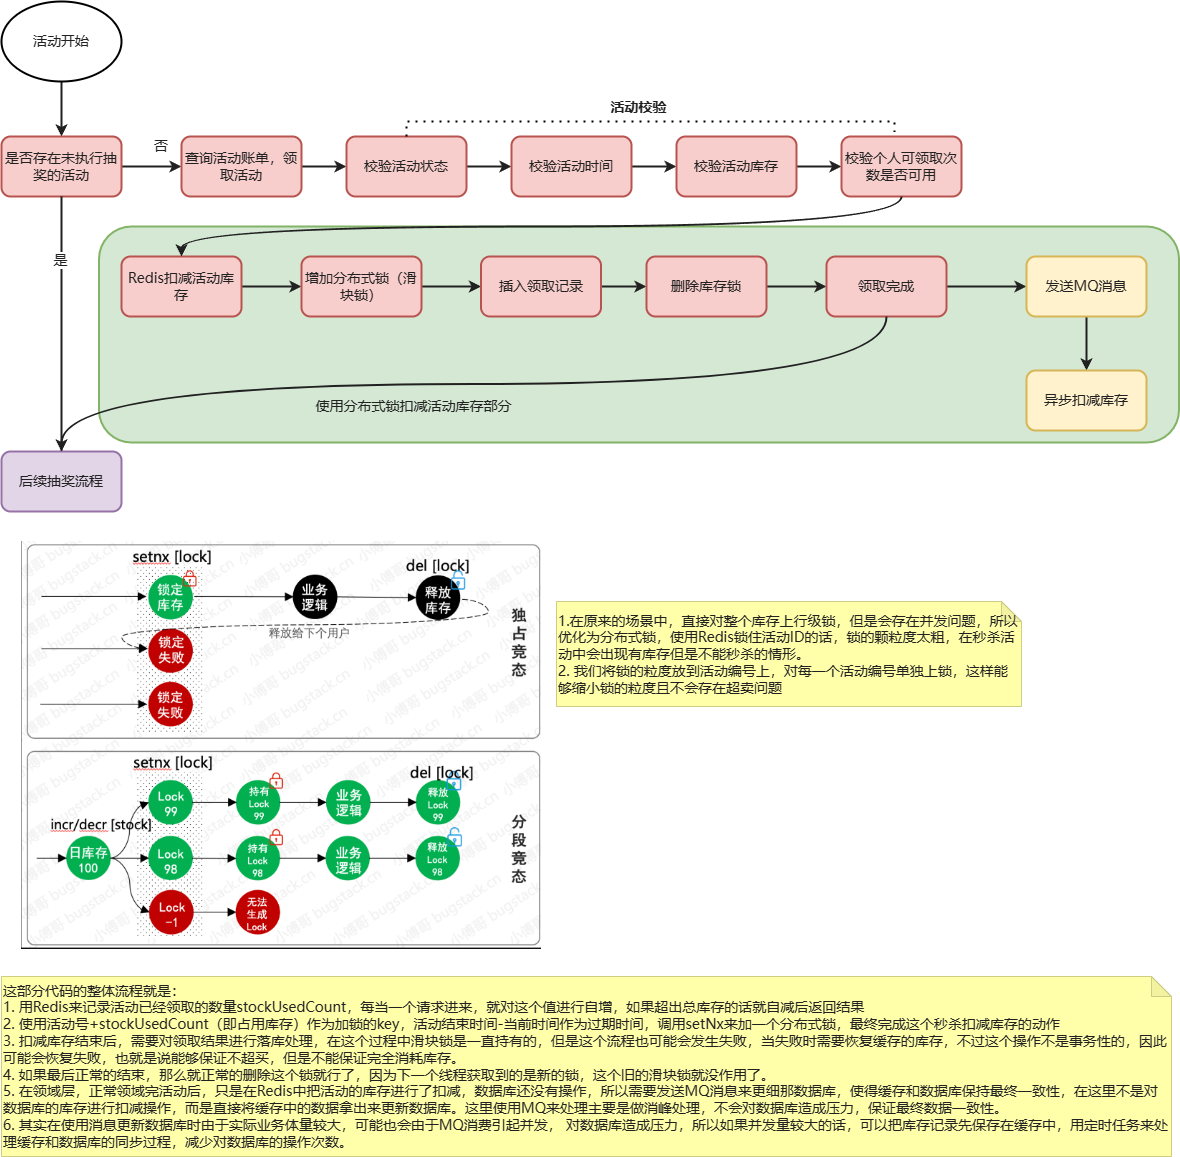 活动开始
活动校验
是否存在未执行抽
奖的活动
否
查询活动账单，领
取活动
校验活动状态
校验活动时间
校验活动库存
校验个人可领取次
数是否可用
是
Redis扣减活动库
存
增加分布式锁（滑
块锁）
插入领取记录
删除库存锁
领取完成
发送MQ消息
异步扣减库存
使用分布式锁扣减活动库存部分
后续抽奖流程
setnx [lock]
del [lock]
锁定
库存
业务
逻辑
释放
库存
释放给下个用户
锁定
失败
锁定
失败
独占竞态
setnx [lock]
del [lock]
incr/decr [stock]
日库存
100
Lock
99
持有
Lock
99
业务
逻辑
释放
Lock
99
Lock
98
持有
Lock
98
业务
逻辑
释放
Lock
98
Lock
-1
无法
生成
Lock
分段竞态
小傅哥 bugstack.cn
1.在原来的场景中，直接对整个库存上行级锁，但是会存在并发问题，所以
优化为分布式锁，使用Redis锁住活动ID的话，锁的颗粒度太粗，在秒杀活
动中会出现有库存但是不能秒杀的情形。
2. 我们将锁的粒度放到活动编号上，对每一个活动编号单独上锁，这样能
够缩小锁的粒度且不会存在超卖问题
这部分代码的整体流程就是：
1. 用Redis来记录活动已经领取的数量stockUsedCount，每当一个请求进来，就对这个值进行自增，如果超出总库存的话就自减后返回结果
2. 使用活动号+stockUsedCount（即占用库存）作为加锁的key，活动结束时间-当前时间作为过期时间，调用setNx来加一个分布式锁，最终完成这个秒杀扣减库存的动作
3. 扣减库存结束后，需要对领取结果进行落库处理，在这个过程中滑块锁是一直持有的，但是这个流程也可能会发生失败，当失败时需要恢复缓存的库存，不过这个操作不是事务性的，因此
可能会恢复失败，也就是说能够保证不超买，但是不能保证完全消耗库存。
4. 如果最后正常的结束，那么就正常的删除这个锁就行了，因为下一个线程获取到的是新的锁，这个旧的滑块锁就没作用了。
5. 在领域层，正常领域完活动后，只是在Redis中把活动的库存进行了扣减，数据库还没有操作，所以需要发送MQ消息来更细那数据库，使得缓存和数据库保持最终一致性，在这里不是对
数据库的库存进行扣减操作，而是直接将缓存中的数据拿出来更新数据库。这里使用MQ来处理主要是做消峰处理，不会对数据库造成压力，保证最终数据一致性。
6. 其实在使用消息更新数据库时由于实际业务体量较大，可能也会由于MQ消费引起并发， 对数据库造成压力，所以如果并发量较大的话，可以把库存记录先保存在缓存中，用定时任务来处
理缓存和数据库的同步过程，减少对数据库的操作次数。